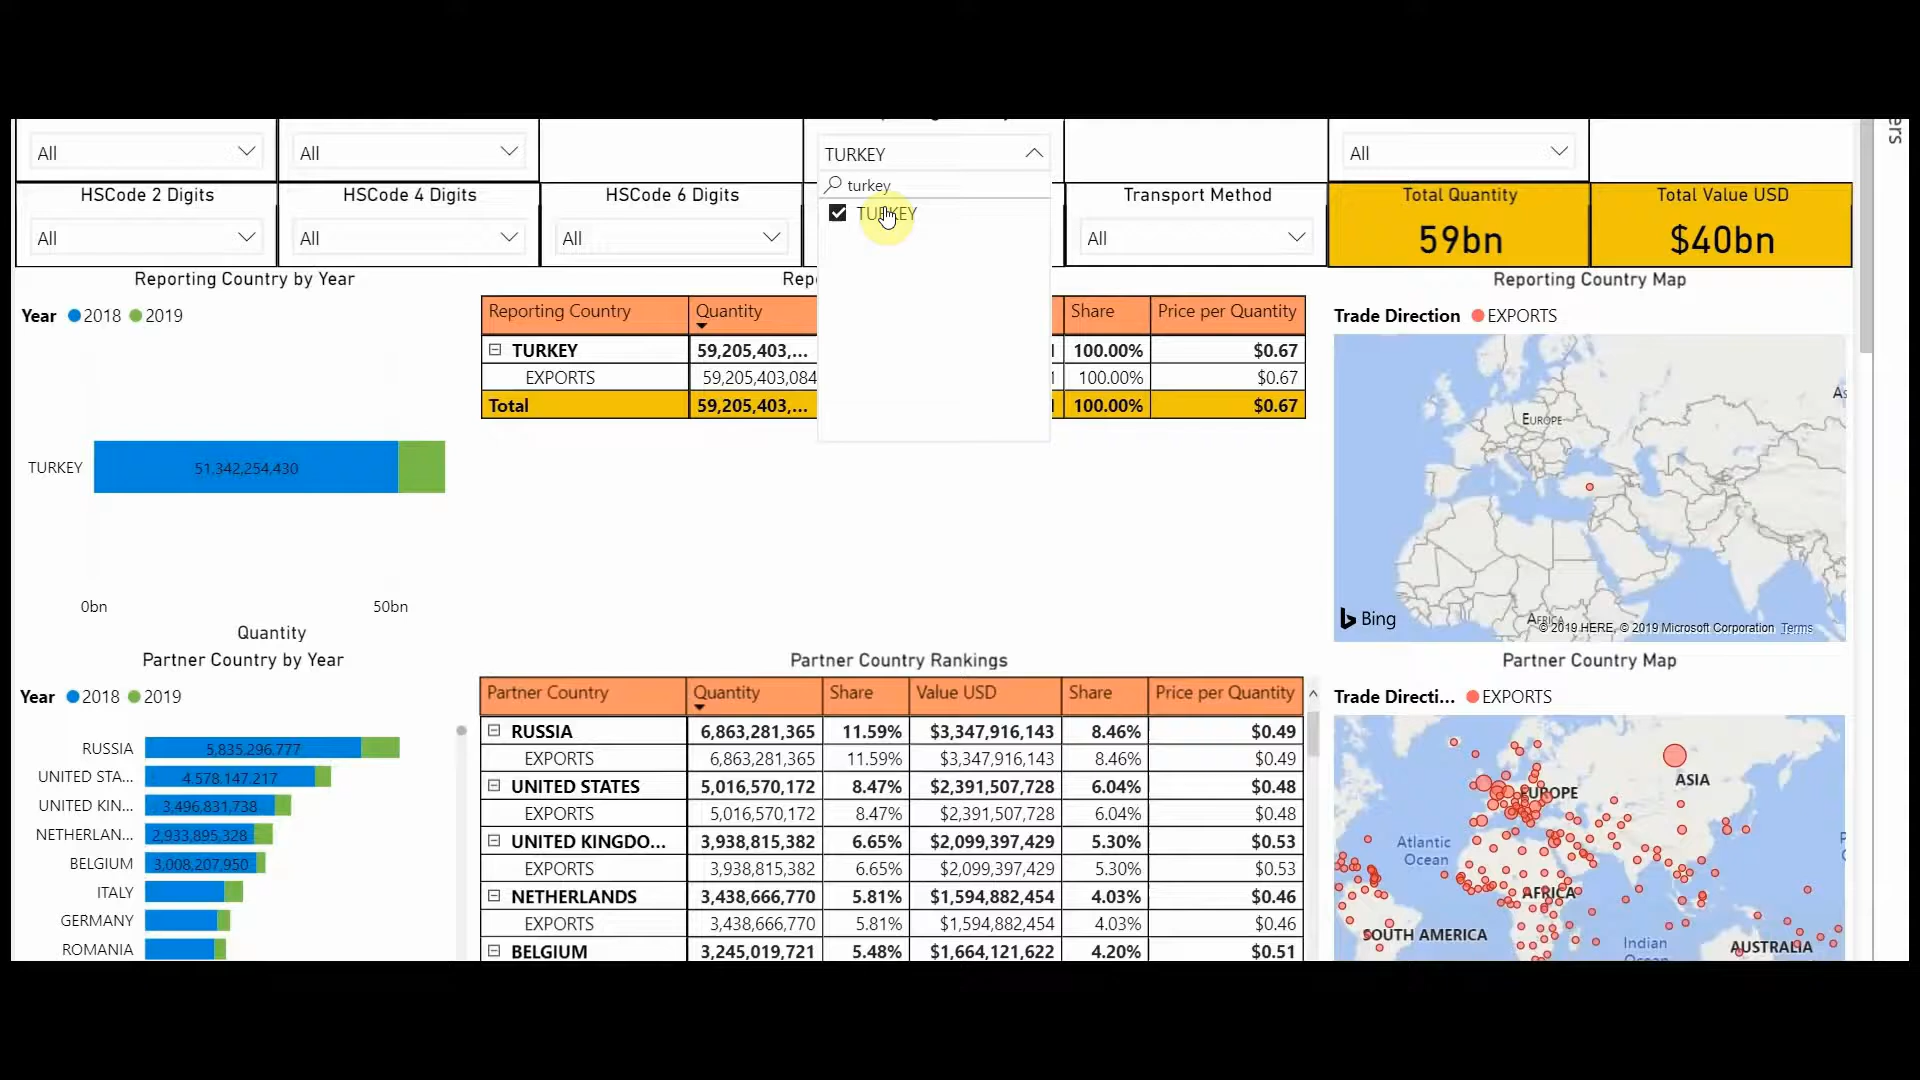 ers
All
All
TURKEY
All
turkey
TURKEY
HSCode 2 Digits
HSCode 4 Digits
HSCode 6 Digits
Transport Method
Total Quantity
Total Value USD
All
All
All
All
59bn
$40bn
Reporting Country by Year
Year 2018 2019
TURKEY
51,342,254,430
0bn 50bn
Quantity
Rep
Reporting Country Quantity Share Price per Quantity
TURKEY 59,205,403,... 100.00% $0.67
EXPORTS 59,205,403,084 100.00% $0.67
Total 59,205,403,... 100.00% $0.67
Reporting Country Map
Trade Direction EXPORTS
As
EUROPE
AFRICA
Bing
© 2019 HERE, © 2019 Microsoft Corporation Terms
Partner Country by Year
Year 2018 2019
RUSSIA 5,835,296,777
UNITED STA... 4,578,147,217
UNITED KIN... 3,496,831,738
NETHERLAN... 2,933,895,328
BELGIUM 3,008,207,950
ITALY
GERMANY
ROMANIA
Partner Country Rankings
Partner Country Quantity Share Value USD Share Price per Quantity
RUSSIA 6,863,281,365 11.59% $3,347,916,143 8.46% $0.49
EXPORTS 6,863,281,365 11.59% $3,347,916,143 8.46% $0.49
UNITED STATES 5,016,570,172 8.47% $2,391,507,728 6.04% $0.48
EXPORTS 5,016,570,172 8.47% $2,391,507,728 6.04% $0.48
UNITED KINGDO... 3,938,815,382 6.65% $2,099,397,429 5.30% $0.53
EXPORTS 3,938,815,382 6.65% $2,099,397,429 5.30% $0.53
NETHERLANDS 3,438,666,770 5.81% $1,594,882,454 4.03% $0.46
EXPORTS 3,438,666,770 5.81% $1,594,882,454 4.03% $0.46
BELGIUM 3,245,019,721 5.48% $1,664,121,622 4.20% $0.51
Partner Country Map
Trade Directi... EXPORTS
ASIA
EUROPE
Atlantic
Ocean
AFRICA
SOUTH AMERICA
Indian
AUSTRALIA